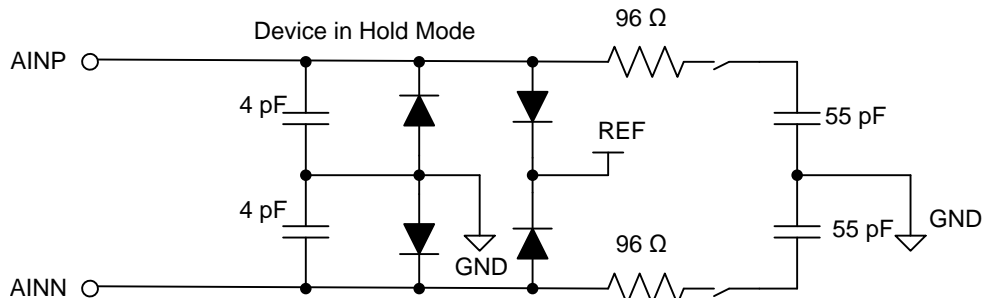 96 Ω
Device in Hold Mode
AINP
4 pF
55 pF
REF
4 pF
GND
96 Ω
55 pF
GND
AINN